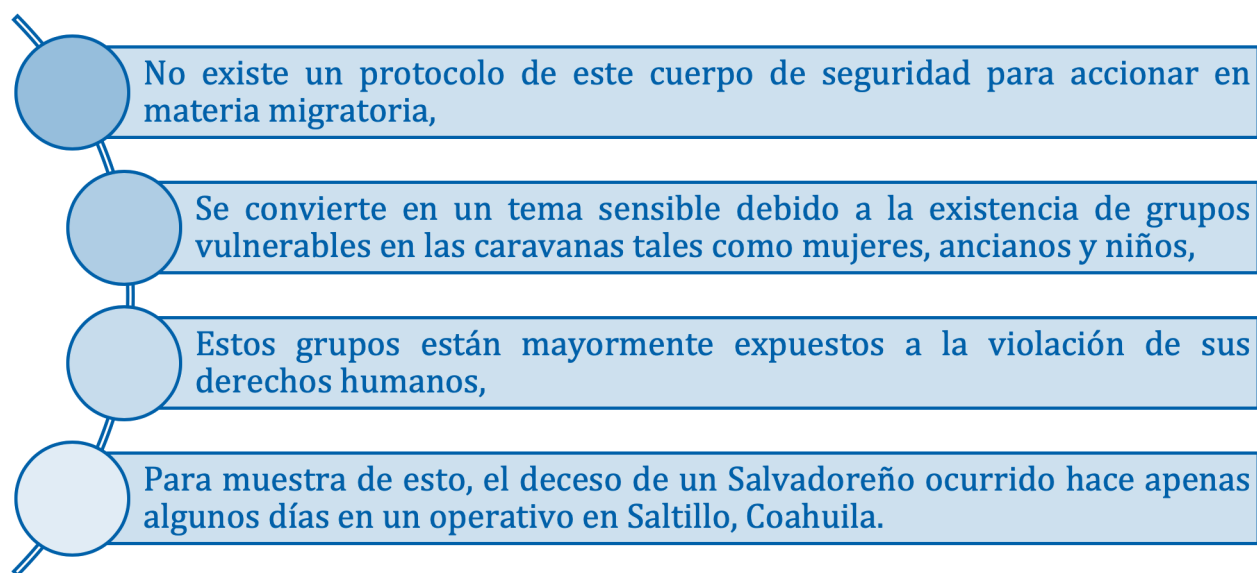 No existe un protocolo de este cuerpo de seguridad para accionar en
materia migratoria,
Se convierte en un tema sensible debido a la existencia de grupos
vulnerables en las caravanas tales como mujeres, ancianos y niños,
Estos grupos están mayormente expuestos a la violación de sus
derechos humanos,
Para muestra de esto, el deceso de un Salvadoreño ocurrido hace apenas
algunos días en un operativo en Saltillo, Coahuila.